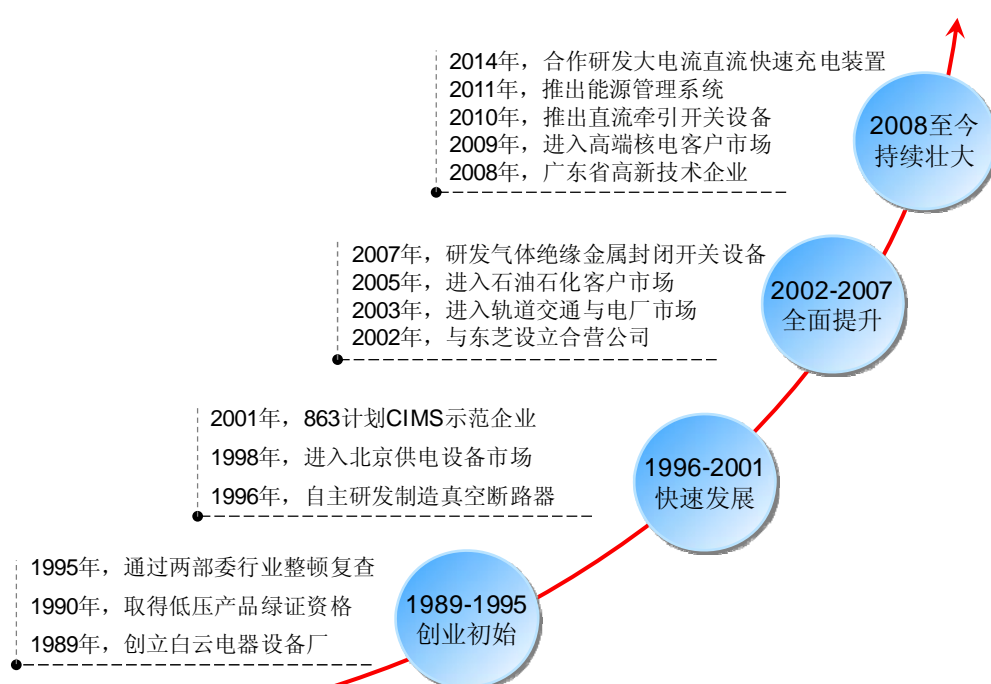 2014年，合作研发大电流直流快速充电装置
2011年，推出能源管理系统
2010年，推出直流牵引开关设备
2009年，进入高端核电客户市场
2008年，广东省高新技术企业
2008至今
持续壮大
2007年，研发气体绝缘金属封闭开关设备
2005年，进入石油石化客户市场
2003年，进入轨道交通与电厂市场
2002年，与东芝设立合营公司
2002-2007
全面提升
2001年，863计划CIMS示范企业
1998年，进入北京供电设备市场
1996年，自主研发制造真空断路器
1996-2001
快速发展
1995年，通过两部委行业整顿复查
1990年，取得低压产品绿证资格
1989年，创立白云电器设备厂
1989-1995
创业初始